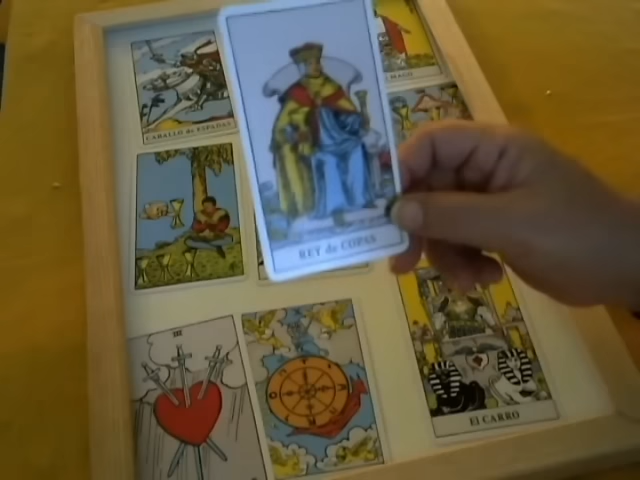 CABALLO de ESPADAS
MAGO
REY de COPAS
III
El CARRO